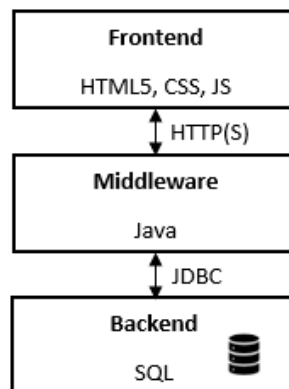 Frontend
HTML5, CSS, JS
HTTP(S)
Middleware
Java
JDBC
Backend
SQL